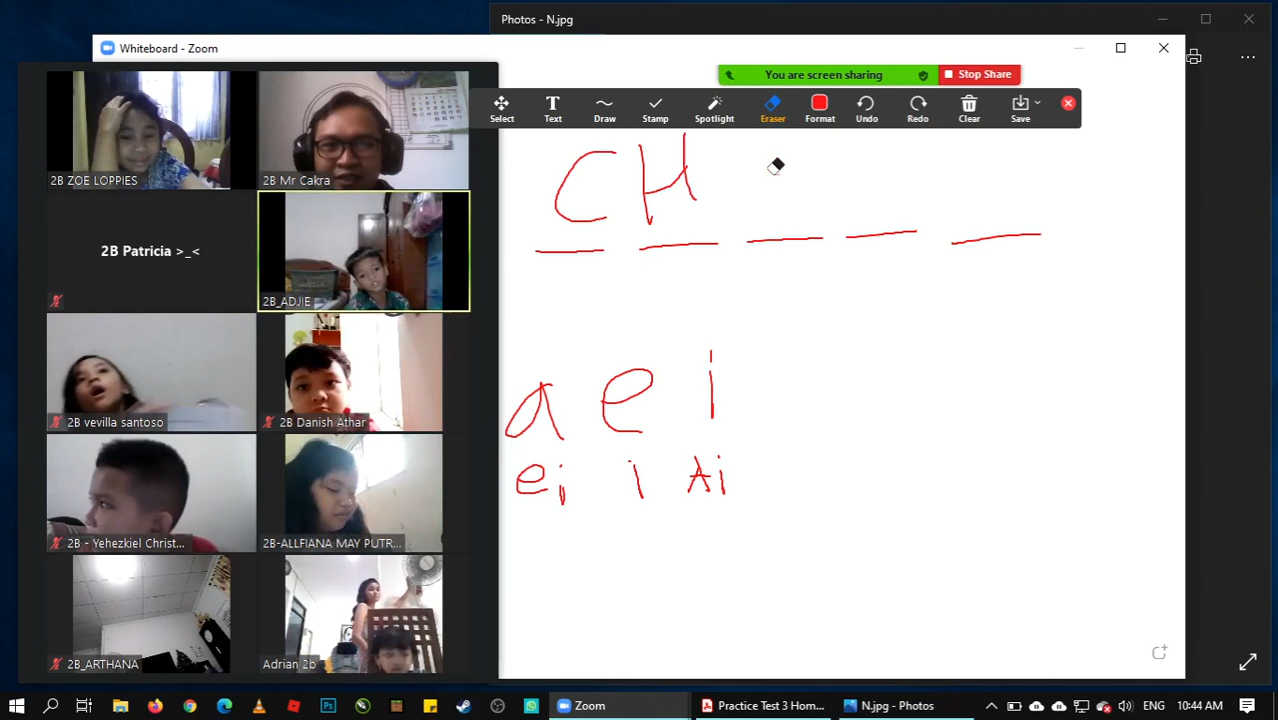 Photos - N.jpg
Whiteboard - Zoom
You are screen sharing
Stop Share
Select
Text
Draw
Stamp
Spotlight
Eraser
Format
Undo
Redo
Clear
Save
2B ZOE LOPPIES
2B Mr Cakra
2B Patricia >_<
2B_ADJIE
2B vevilla santoso
2B Danish Athar
2B - Yehezkiel Christ...
2B-ALLFIANA MAY PUTR...
2B_ARTHANA
Adrian 2b
CH
a e i
ei i Ai
Zoom
Practice Test 3 Hom...
N.jpg - Photos
ENG
10:44 AM